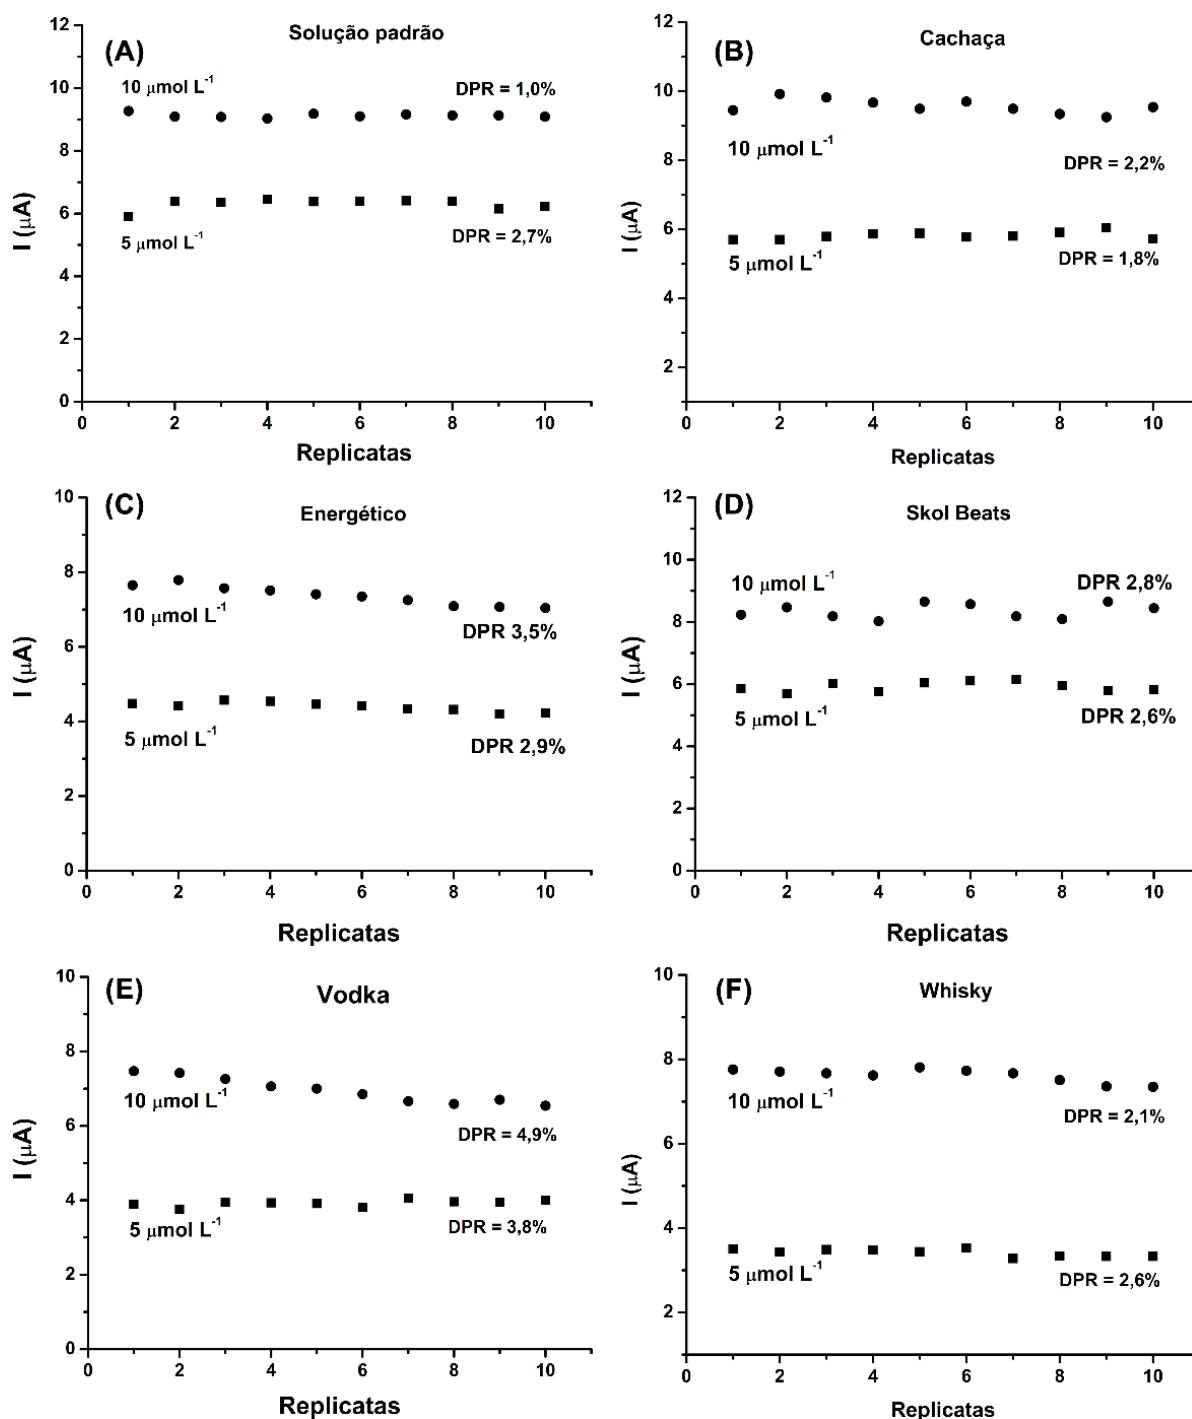 (A)
Solução padrão
10 μmol L⁻¹
DPR = 1,0%
5 μmol L⁻¹
DPR = 2,7%
I (μA)
12
10
8
6
4
2
0
0 2 4 6 8 10
Replicatas
(B)
Cachaça
10 μmol L⁻¹
DPR = 2,2%
5 μmol L⁻¹
DPR = 1,8%
I (μA)
12
10
8
6
4
2
0 2 4 6 8 10
Replicatas
(C)
Energético
10 μmol L⁻¹
DPR 3,5%
5 μmol L⁻¹
DPR 2,9%
I (μA)
10
8
6
4
2
0
0 2 4 6 8 10
Replicatas
(D)
Skol Beats
10 μmol L⁻¹
DPR 2,8%
5 μmol L⁻¹
DPR 2,6%
I (μA)
12
10
8
6
4
2
0
0 2 4 6 8 10
Replicatas
(E)
Vodka
10 μmol L⁻¹
DPR = 4,9%
5 μmol L⁻¹
DPR = 3,8%
I (μA)
10
8
6
4
2
0
0 2 4 6 8 10
Replicatas
(F)
Whisky
10 μmol L⁻¹
DPR = 2,1%
5 μmol L⁻¹
DPR = 2,6%
I (μA)
10
8
6
4
2
0 2 4 6 8 10
Replicatas